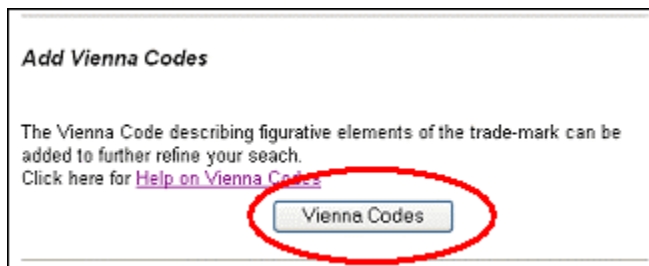 Add Vienna Codes
The Vienna Code describing figurative elements of the trade-mark can be
added to further refine your seach.
Click here for Help on Vienna Codes
Vienna Codes